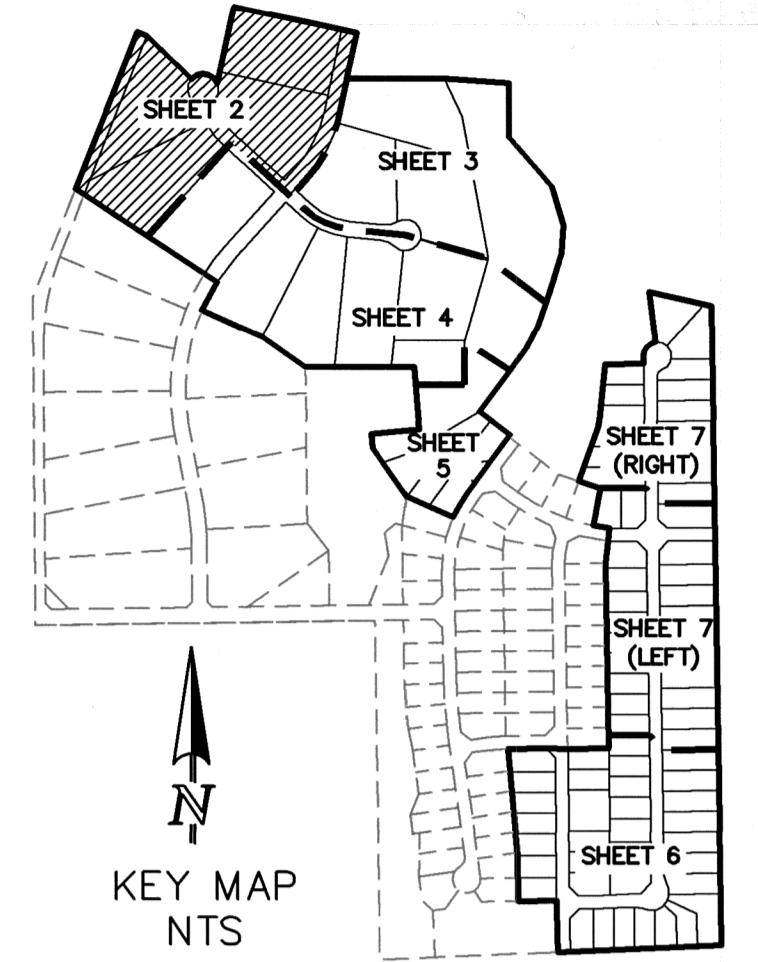 SHEET 2
SHEET 3
SHEET 4
SHEET
5
SHEET 7
(RIGHT)
SHEET 7
(LEFT)
SHEET 6
N
KEY MAP
NTS